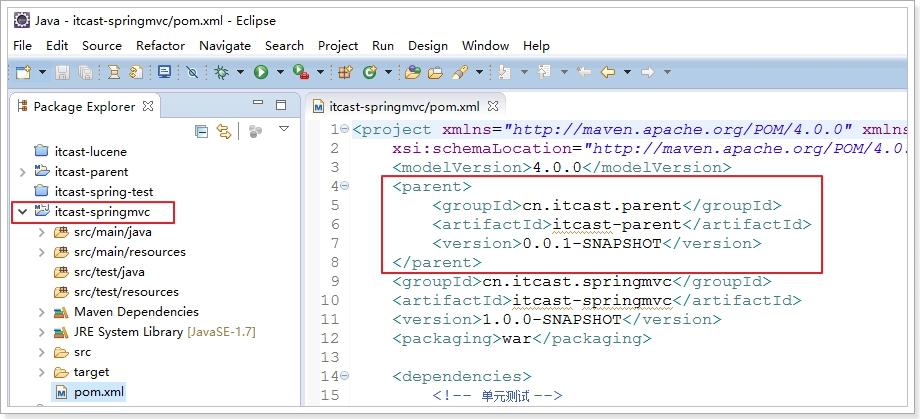 Java - itcast-springmvc/pom.xml - Eclipse
File Edit Source Refactor Navigate Search Project Run Design Window Help
Package Explorer
itcast-lucene
itcast-parent
itcast-spring-test
itcast-springmvc
src/main/java
src/main/resources
src/test/java
src/test/resources
Maven Dependencies
JRE System Library [JavaSE-1.7]
src
target
pom.xml
itcast-springmvc/pom.xml
1 <project xmlns="http://maven.apache.org/POM/4.0.0" xmlns
2 xsi:schemaLocation="http://maven.apache.org/POM/4.0.
3 <modelVersion>4.0.0</modelVersion>
4 <parent>
5 <groupId>cn.itcast.parent</groupId>
6 <artifactId>itcast-parent</artifactId>
7 <version>0.0.1-SNAPSHOT</version>
8 </parent>
9 <groupId>cn.itcast.springmvc</groupId>
10 <artifactId>itcast-springmvc</artifactId>
11 <version>1.0.0-SNAPSHOT</version>
12 <packaging>war</packaging>
13
14 <dependencies>
15 <!-- 单元测试 -->